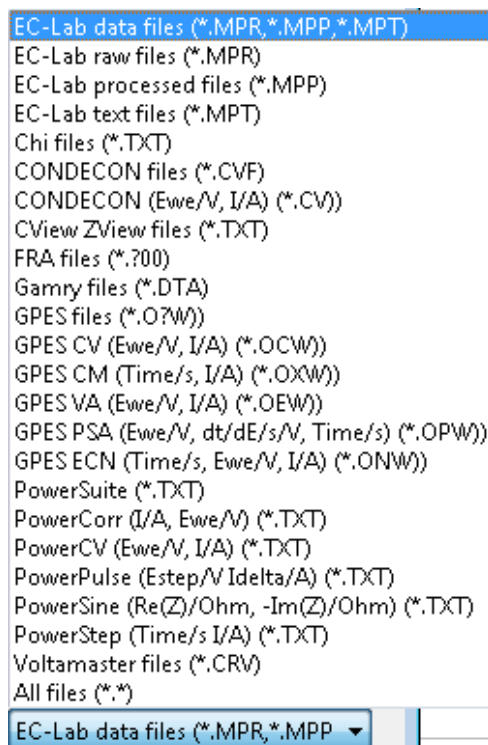 EC-Lab data files (*.MPR,*.MPP,*.MPT)
EC-Lab raw files (*.MPR)
EC-Lab processed files (*.MPP)
EC-Lab text files (*.MPT)
Chi files (*.TXT)
CONDECON files (*.CVF)
CONDECON (Ewe/V, I/A) (*.CV))
CView ZView files (*.TXT)
FRA files (*.?00)
Gamry files (*.DTA)
GPES files (*.O?W))
GPES CV (Ewe/V, I/A) (*.OCW))
GPES CM (Time/s, I/A) (*.OXW))
GPES VA (Ewe/V, I/A) (*.OEW))
GPES PSA (Ewe/V, dt/dE/s/V, Time/s) (*.OPW))
GPES ECN (Time/s, Ewe/V, I/A) (*.ONW))
PowerSuite (*.TXT)
PowerCorr (I/A, Ewe/V) (*.TXT)
PowerCV (Ewe/V, I/A) (*.TXT)
PowerPulse (Estep/V Idelta/A) (*.TXT)
PowerSine (Re(Z)/Ohm, -Im(Z)/Ohm) (*.TXT)
PowerStep (Time/s I/A) (*.TXT)
Voltamaster files (*.CRV)
All files (*.*)
EC-Lab data files (*.MPR,*.MPP